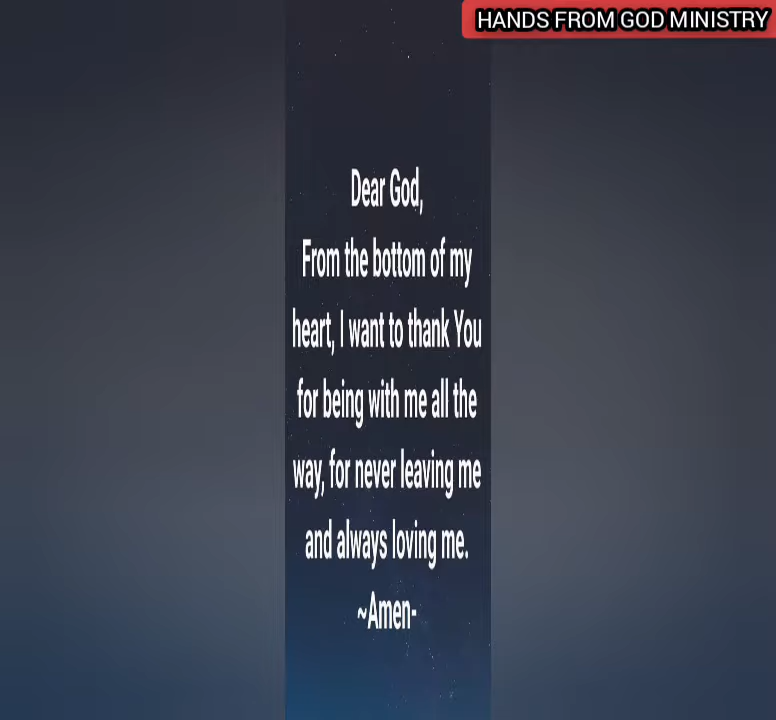 HANDS FROM GOD MINISTRY
Dear God,
From the bottom of my
heart, I want to thank You
for being with me all the
way, for never leaving me
and always loving me.
~Amen-